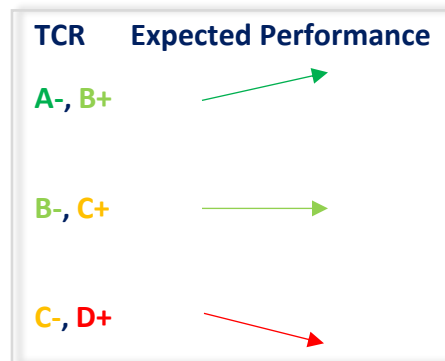 TCR Expected Performance
A-, B+
B-, C+
C-, D+